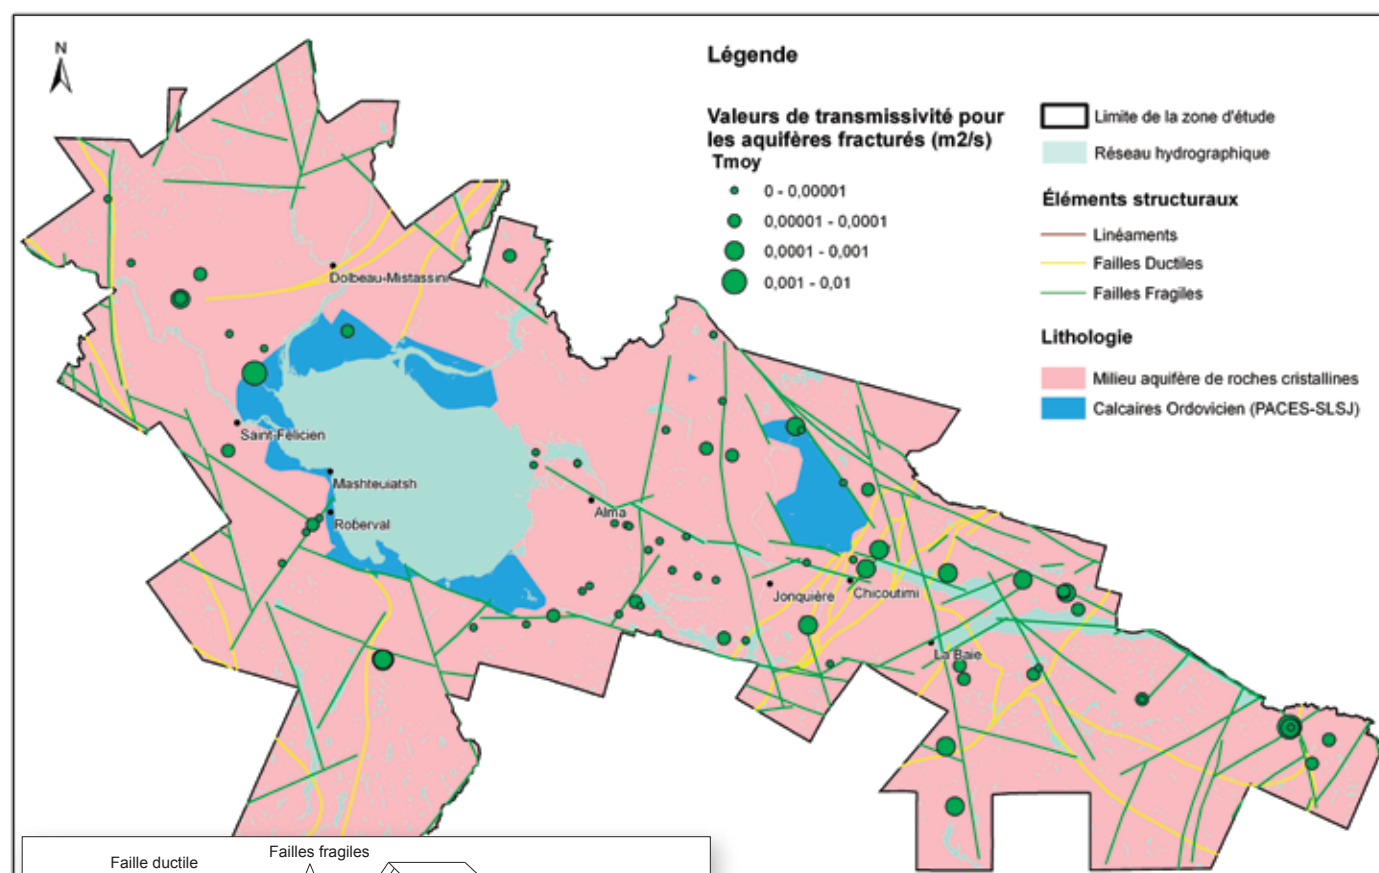 N
Légende
Valeurs de transmissivité pour
les aquifères fracturés (m2/s)
Tmoy
0 - 0,00001
0,00001 - 0,0001
0,0001 - 0,001
0,001 - 0,01
Limite de la zone d'étude
Réseau hydrographique
Éléments structuraux
Linéaments
Failles Ductiles
Failles Fragiles
Lithologie
Milieu aquifère de roches cristallines
Calcaires Ordovicien (PACES-SLSJ)
Dolbeau-Mistassini
Saint-Félicien
Mashteuiatsh
Roberval
Alma
Jonquière
Chicoutimi
La Baie
Failles fragiles
Faille ductile